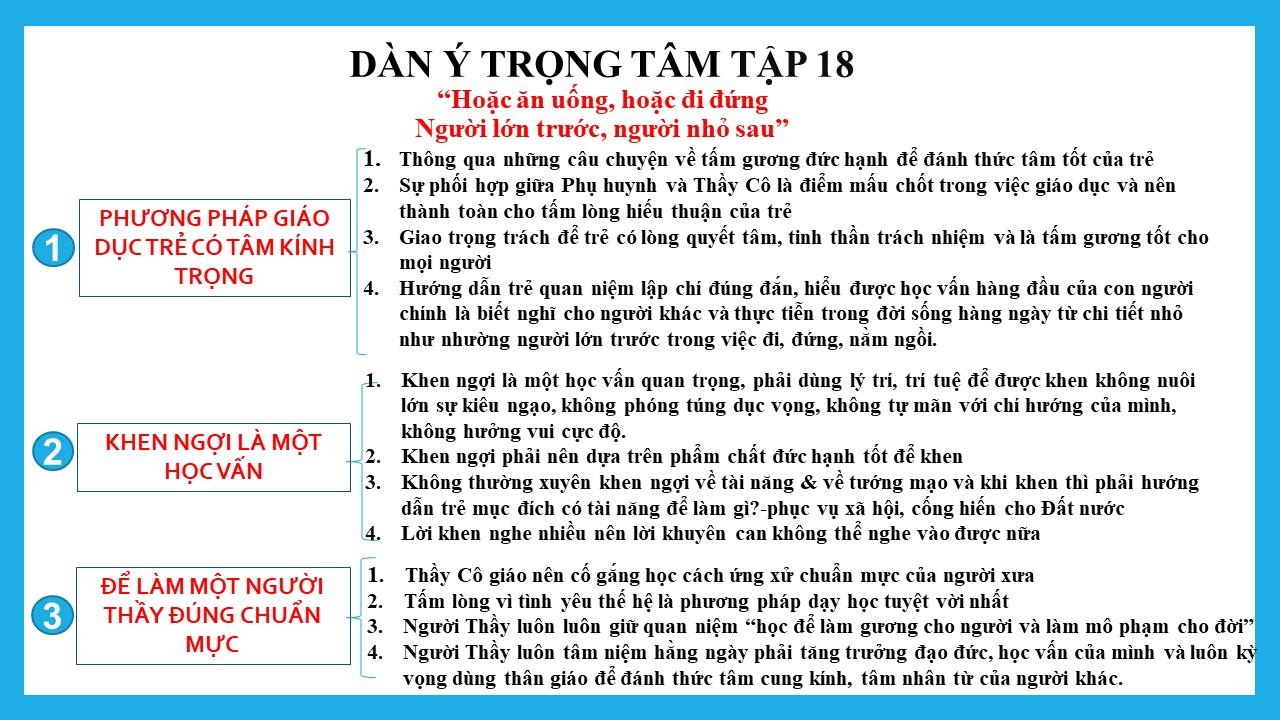 DÀN Ý TRỌNG TÂM TẬP 18
“Hoặc ăn uống, hoặc đi đứng
Người lớn trước, người nhỏ sau”
1
PHƯƠNG PHÁP GIÁO
DỤC TRẺ CÓ TÂM KÍNH
TRỌNG
1. Thông qua những câu chuyện về tấm gương đức hạnh để đánh thức tâm tốt của trẻ
2. Sự phối hợp giữa Phụ huynh và Thầy Cô là điểm mấu chốt trong việc giáo dục và nên
thành toàn cho tấm lòng hiếu thuận của trẻ
3. Giao trọng trách để trẻ có lòng quyết tâm, tinh thần trách nhiệm và là tấm gương tốt cho
mọi người
4. Hướng dẫn trẻ quan niệm lập chí đúng đắn, hiểu được học vấn hàng đầu của con người
chính là biết nghĩ cho người khác và thực tiễn trong đời sống hàng ngày từ chi tiết nhỏ
như nhường người lớn trước trong việc đi, đứng, nằm ngồi.
2
KHEN NGỢI LÀ MỘT
HỌC VẤN
1. Khen ngợi là một học vấn quan trọng, phải dùng lý trí, trí tuệ để được khen không nuôi
lớn sự kiêu ngạo, không phóng túng dục vọng, không tự mãn với chí hướng của mình,
không hưởng vui cực độ.
2. Khen ngợi phải nên dựa trên phẩm chất đức hạnh tốt để khen
3. Không thường xuyên khen ngợi về tài năng & về tướng mạo và khi khen thì phải hướng
dẫn trẻ mục đích có tài năng để làm gì?-phục vụ xã hội, cống hiến cho Đất nước
4. Lời khen nghe nhiều nên lời khuyên can không thể nghe vào được nữa
3
ĐỂ LÀM MỘT NGƯỜI
THẦY ĐÚNG CHUẨN
MỰC
1. Thầy Cô giáo nên cố gắng học cách ứng xử chuẩn mực của người xưa
2. Tấm lòng vì tình yêu thế hệ là phương pháp dạy học tuyệt vời nhất
3. Người Thầy luôn luôn giữ quan niệm “học để làm gương cho người và làm mô phạm cho đời”
4. Người Thầy luôn tâm niệm hằng ngày phải tăng trưởng đạo đức, học vấn của mình và luôn kỳ
vọng dùng thân giáo để đánh thức tâm cung kính, tâm nhân từ của người khác.